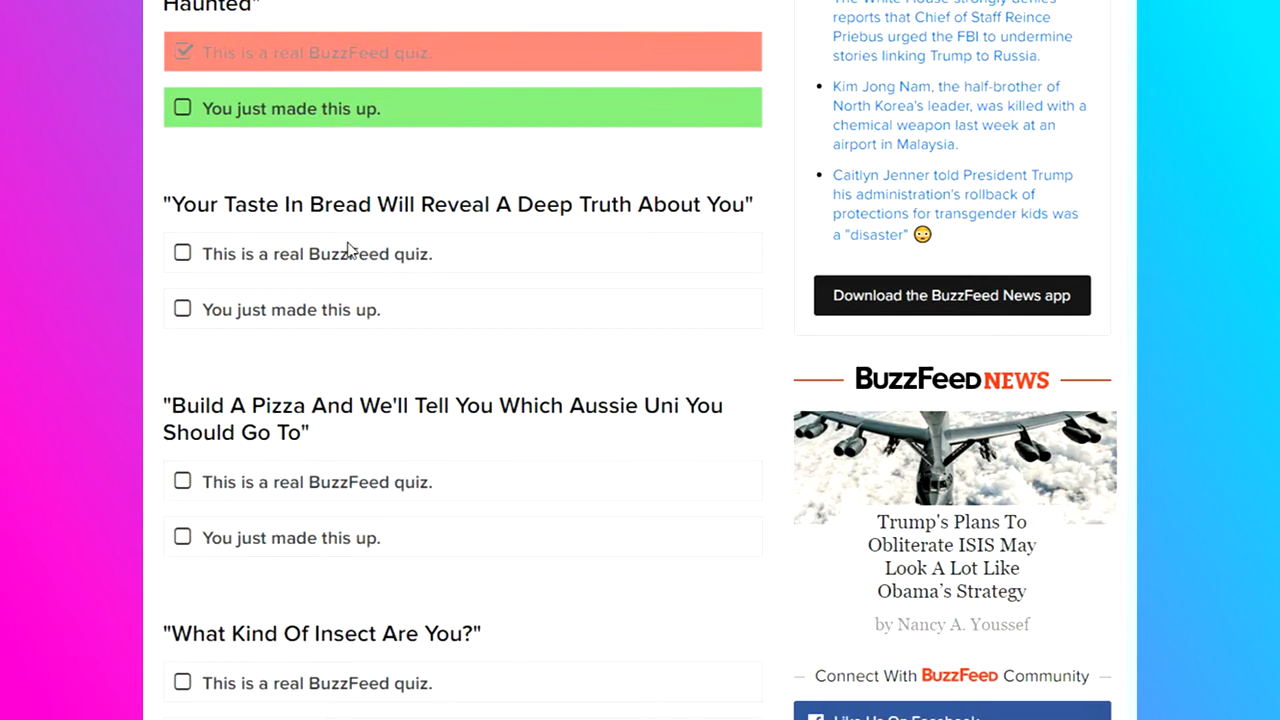 Haunted"
This is a real BuzzFeed quiz.
You just made this up.
"Your Taste In Bread Will Reveal A Deep Truth About You"
This is a real BuzzFeed quiz.
You just made this up.
"Build A Pizza And We'll Tell You Which Aussie Uni You
Should Go To"
This is a real BuzzFeed quiz.
You just made this up.
"What Kind Of Insect Are You?"
This is a real BuzzFeed quiz.
The White House strongly denies
reports that Chief of Staff Reince
Priebus urged the FBI to undermine
stories linking Trump to Russia.
Kim Jong Nam, the half-brother of
North Korea's leader, was killed with a
chemical weapon last week at an
airport in Malaysia.
Caitlyn Jenner told President Trump
his administration's rollback of
protections for transgender kids was
a "disaster" 😳
Download the BuzzFeed News app
BuzzFeed NEWS
Trump's Plans To
Obliterate ISIS May
Look A Lot Like
Obama's Strategy
by Nancy A. Youssef
Connect With BuzzFeed Community
Like Us On Facebook